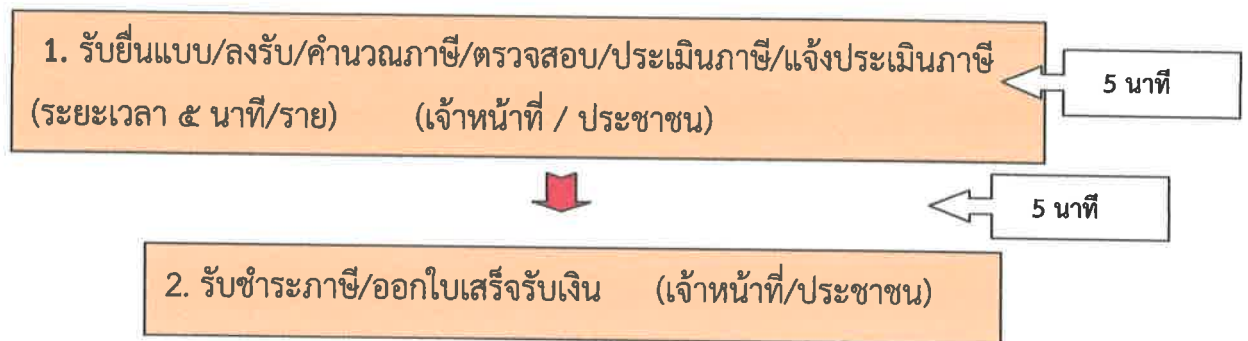 1. รับยื่นแบบ/ลงรับ/คำนวณภาษี/ตรวจสอบ/ประเมินภาษี/แจ้งประเมินภาษี
5 นาที
(ระยะเวลา ๕ นาที/ราย) (เจ้าหน้าที่ / ประชาชน)
5 นาที
2. รับชำระภาษี/ออกใบเสร็จรับเงิน (เจ้าหน้าที่/ประชาชน)